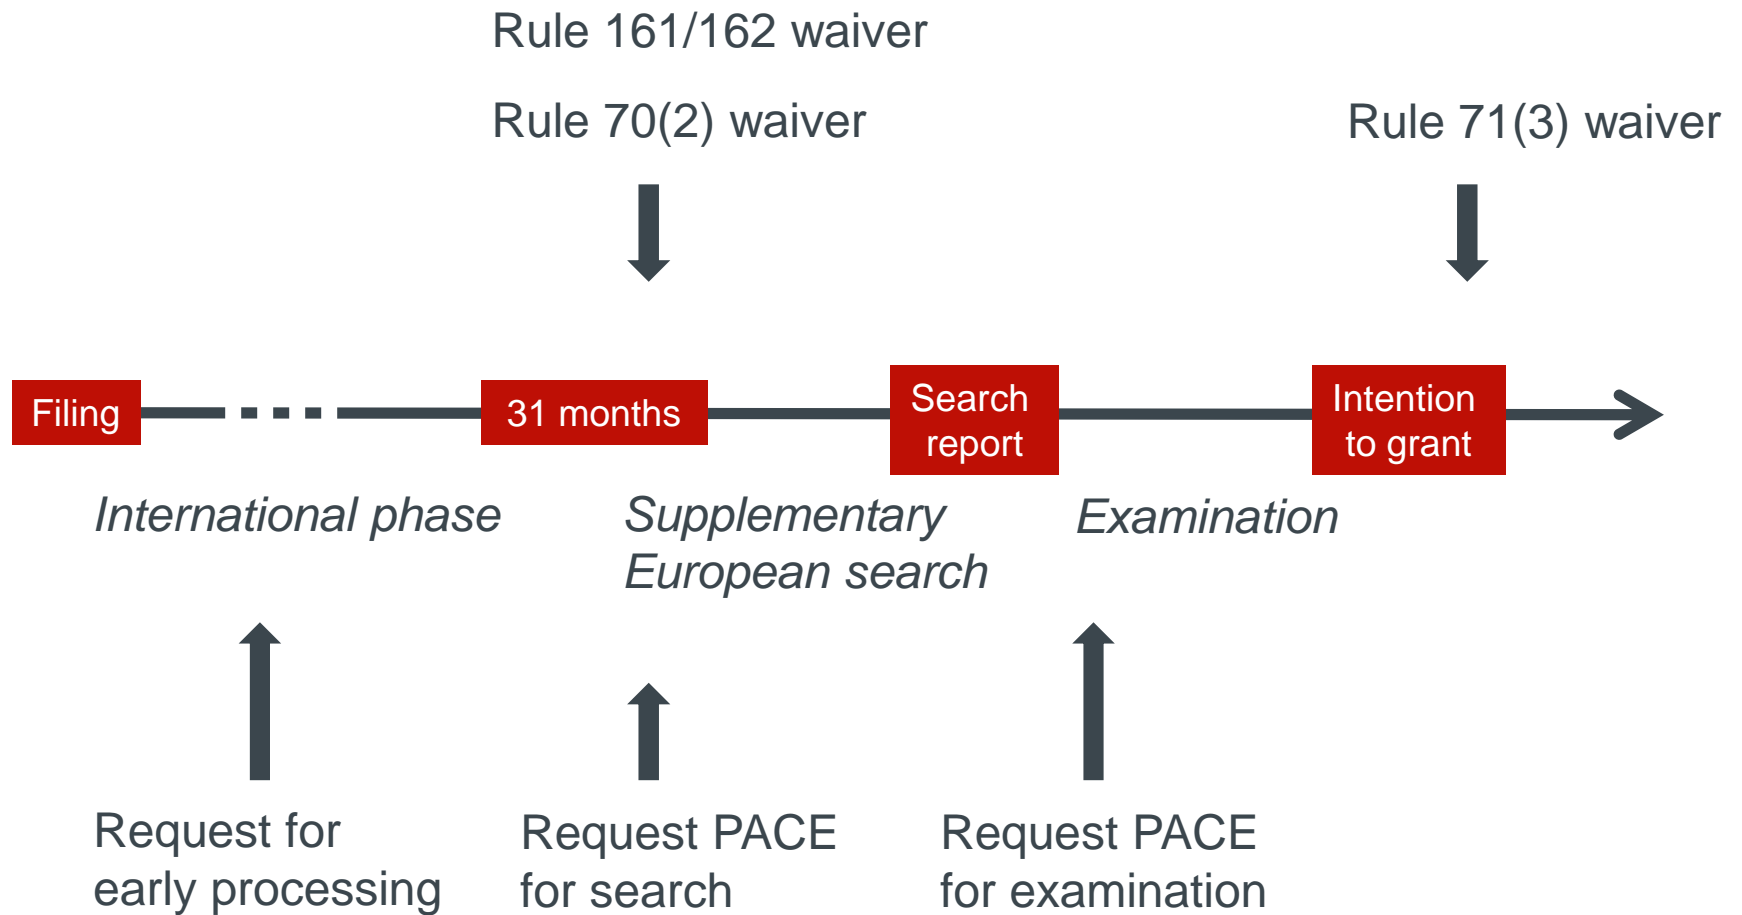 Rule 161/162 waiver
Rule 70(2) waiver
Rule 71(3) waiver
Filing
31 months
Search
report
Intention
to grant
International phase
Supplementary
European search
Examination
Request for
early processing
Request PACE
for search
Request PACE
for examination